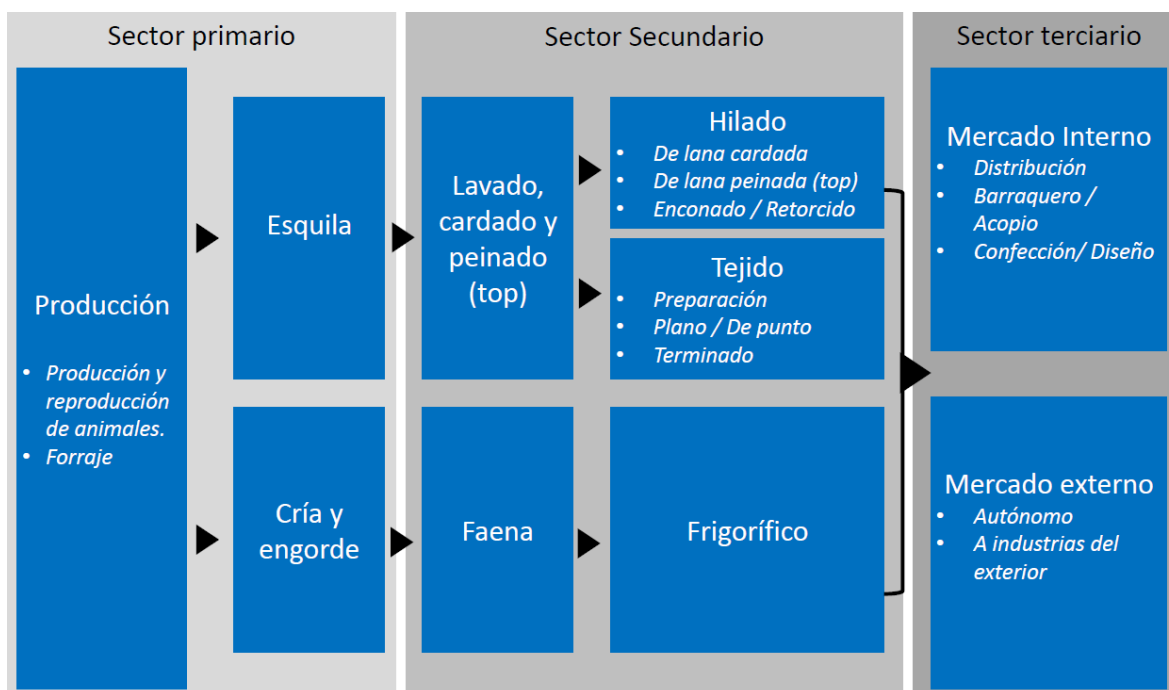 Sector primario
Producción
• Producción y
reproducción
de animales.
• Forraje
Esquila
Cría y
engorde
Sector Secundario
Lavado,
cardado y
peinado
(top)
Hilado
• De lana cardada
• De lana peinada (top)
• Enconado / Retorcido
Tejido
• Preparación
• Plano / De punto
• Terminado
Faena
Frigorífico
Sector terciario
Mercado Interno
• Distribución
• Barraquero /
Acopio
• Confección/ Diseño
Mercado externo
• Autónomo
• A industrias del
exterior